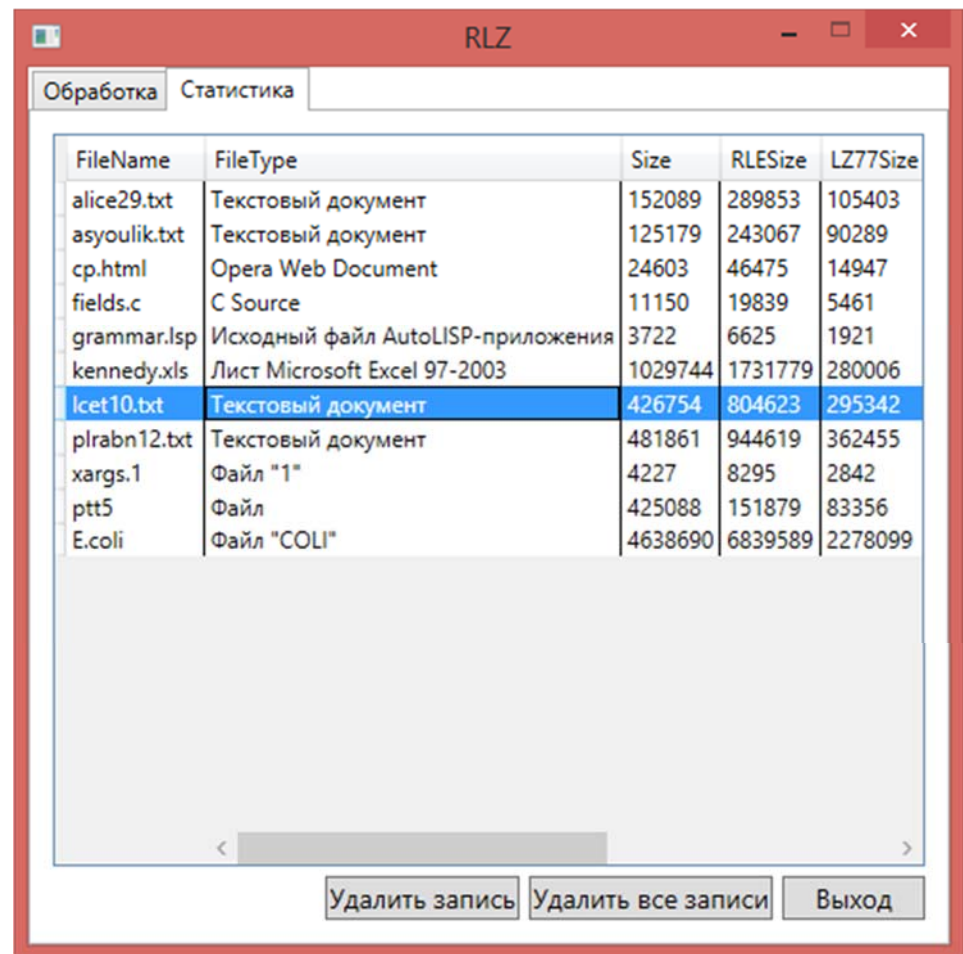 RLZ
Обработка Статистика
FileName FileType Size RLESize LZ77Size
alice29.txt Текстовый документ 152089 289853 105403
asyoulik.txt Текстовый документ 125179 243067 90289
cp.html Opera Web Document 24603 46475 14947
fields.c C Source 11150 19839 5461
grammar.lsp Исходный файл AutoLISP-приложения 3722 6625 1921
kennedy.xls Лист Microsoft Excel 97-2003 1029744 1731779 280006
lcet10.txt Текстовый документ 426754 804623 295342
plrabn12.txt Текстовый документ 481861 944619 362455
xargs.1 Файл "1" 4227 8295 2842
ptt5 Файл 425088 151879 83356
E.coli Файл "COLI" 4638690 6839589 2278099
Удалить запись Удалить все записи Выход